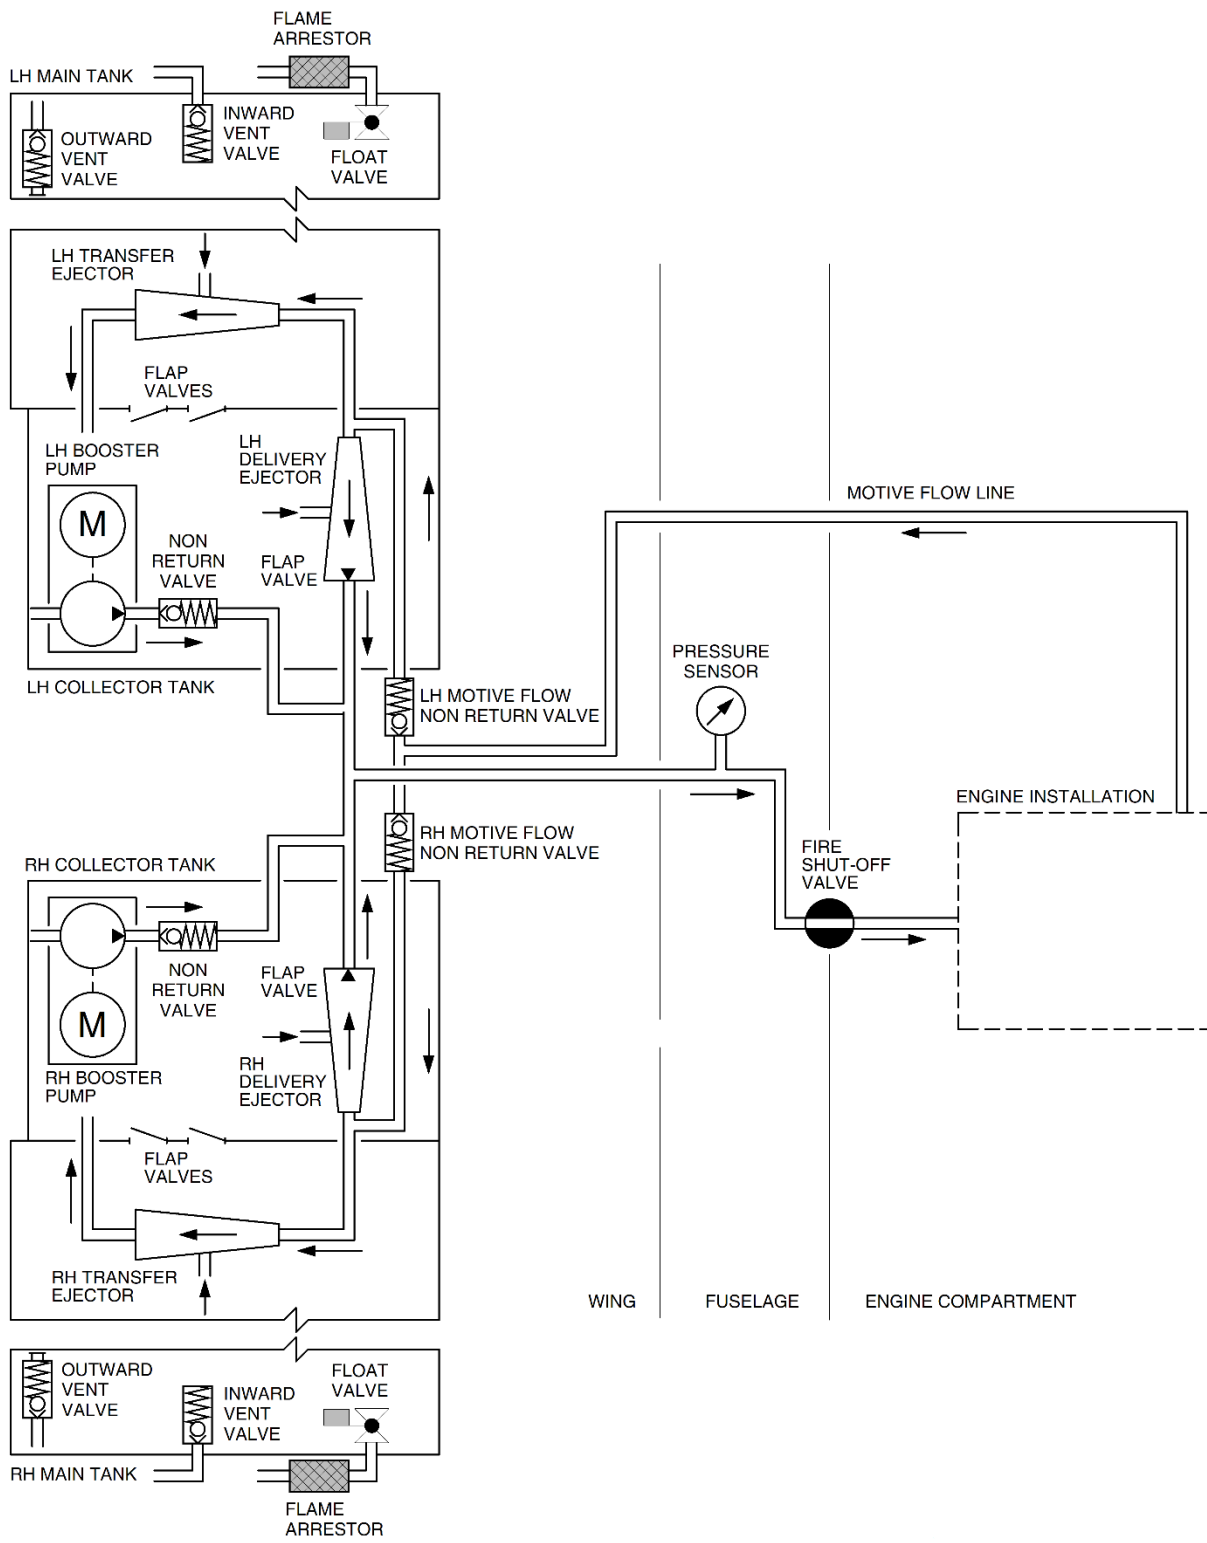 FLAME
ARRESTOR
LH MAIN TANK
OUTWARD
VENT
VALVE
INWARD
VENT
VALVE
FLOAT
VALVE
LH TRANSFER
EJECTOR
FLAP
VALVES
LH BOOSTER
PUMP
LH
DELIVERY
EJECTOR
M
NON
RETURN
VALVE
FLAP
VALVE
MOTIVE FLOW LINE
PRESSURE
SENSOR
LH COLLECTOR TANK
LH MOTIVE FLOW
NON RETURN VALVE
ENGINE INSTALLATION
RH MOTIVE FLOW
NON RETURN VALVE
FIRE
SHUT-OFF
VALVE
RH COLLECTOR TANK
NON
RETURN
VALVE
FLAP
VALVE
M
RH BOOSTER
PUMP
RH
DELIVERY
EJECTOR
FLAP
VALVES
RH TRANSFER
EJECTOR
WING
FUSELAGE
ENGINE COMPARTMENT
OUTWARD
VENT
VALVE
INWARD
VENT
VALVE
FLOAT
VALVE
RH MAIN TANK
FLAME
ARRESTOR